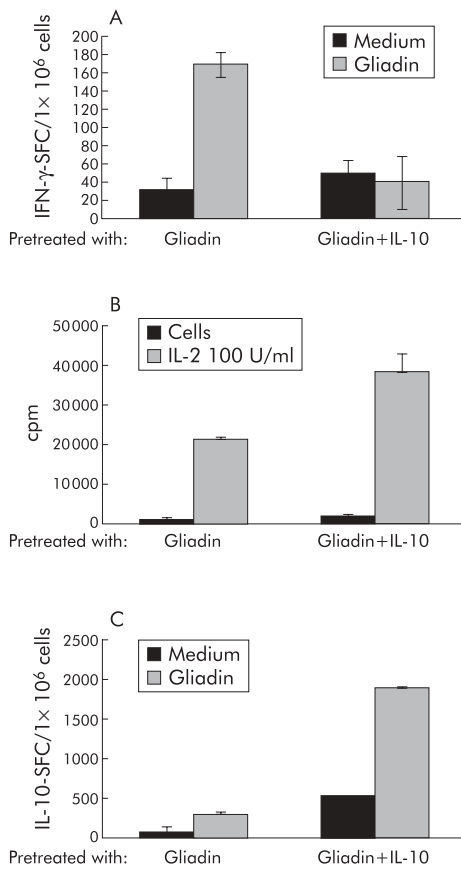 A
IFN-γ-SFC/1× 10⁶ cells
200
180
160
140
120
100
80
60
40
20
0
Medium
Gliadin
Pretreated with: Gliadin Gliadin+IL-10
B
cpm
50000
40000
30000
20000
10000
0
Cells
IL-2 100 U/ml
Pretreated with: Gliadin Gliadin+IL-10
C
IL-10-SFC/1× 10⁶ cells
2500
2000
1500
1000
500
0
Medium
Gliadin
Pretreated with: Gliadin Gliadin+IL-10